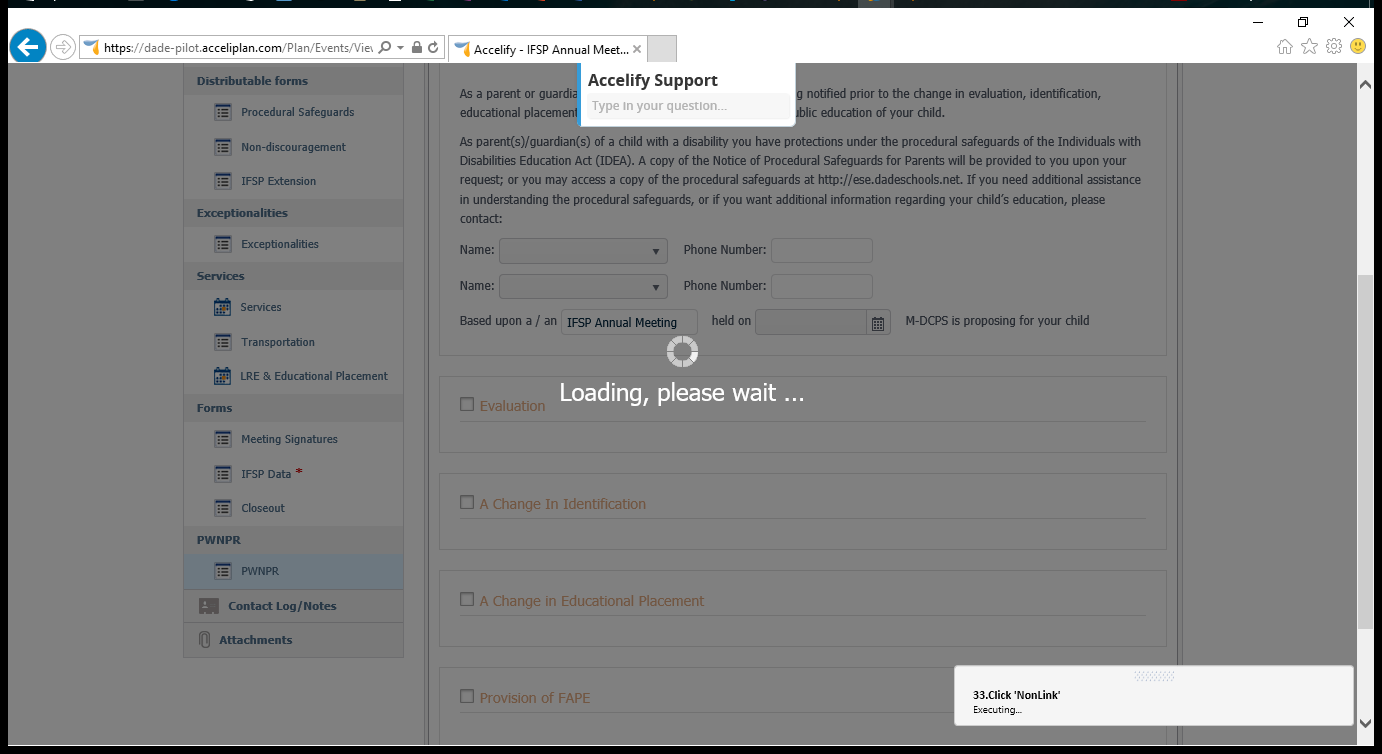 https://dade-pilot.acceliplan.com/Plan/Events/Viev
Accelify - IFSP Annual Meet...
Accelify Support
Type in your question...
Distributable forms
Procedural Safeguards
Non-discouragement
IFSP Extension
Exceptionalities
Exceptionalities
Services
Services
Transportation
LRE & Educational Placement
Forms
Meeting Signatures
IFSP Data *
Closeout
PWNPR
PWNPR
Contact Log/Notes
Attachments
As a parent or guardia g notified prior to the change in evaluation, identification,
educational placement ublic education of your child.
As parent(s)/guardian(s) of a child with a disability you have protections under the procedural safeguards of the Individuals with
Disabilities Education Act (IDEA). A copy of the Notice of Procedural Safeguards for Parents will be provided to you upon your
request; or you may access a copy of the procedural safeguards at http://ese.dadeschools.net. If you need additional assistance
in understanding the procedural safeguards, or if you want additional information regarding your child's education, please
contact:
Name: Phone Number:
Name: Phone Number:
Based upon a / an IFSP Annual Meeting held on M-DCPS is proposing for your child
Loading, please wait ...
Evaluation
A Change In Identification
A Change in Educational Placement
Provision of FAPE
33.Click 'NonLink'
Executing...